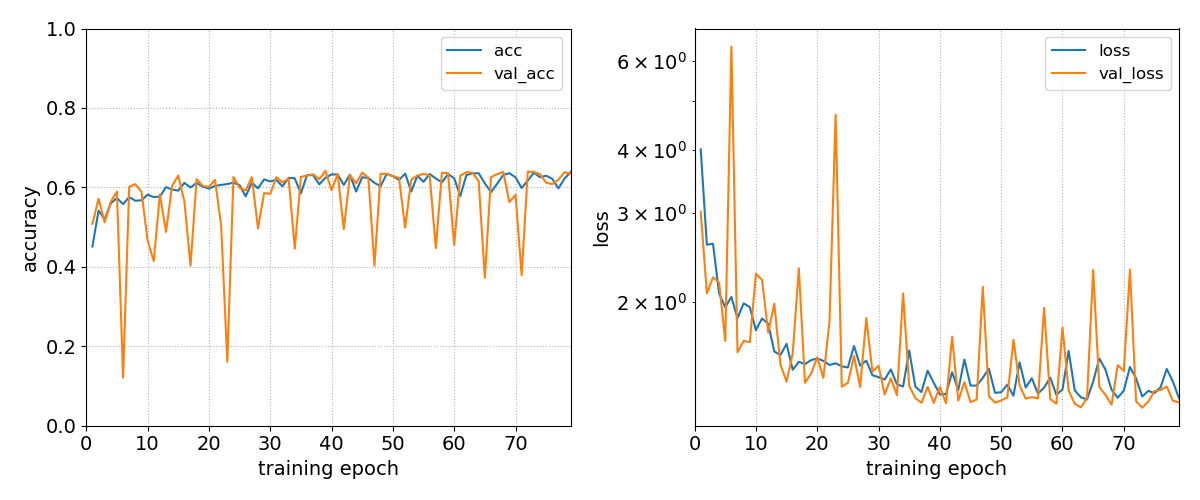 accuracy
1.0
0.8
0.6
0.4
0.2
0.0
0 10 20 30 40 50 60 70
training epoch
acc
val_acc
loss
6 × 10⁰
4 × 10⁰
3 × 10⁰
2 × 10⁰
0 10 20 30 40 50 60 70
training epoch
loss
val_loss